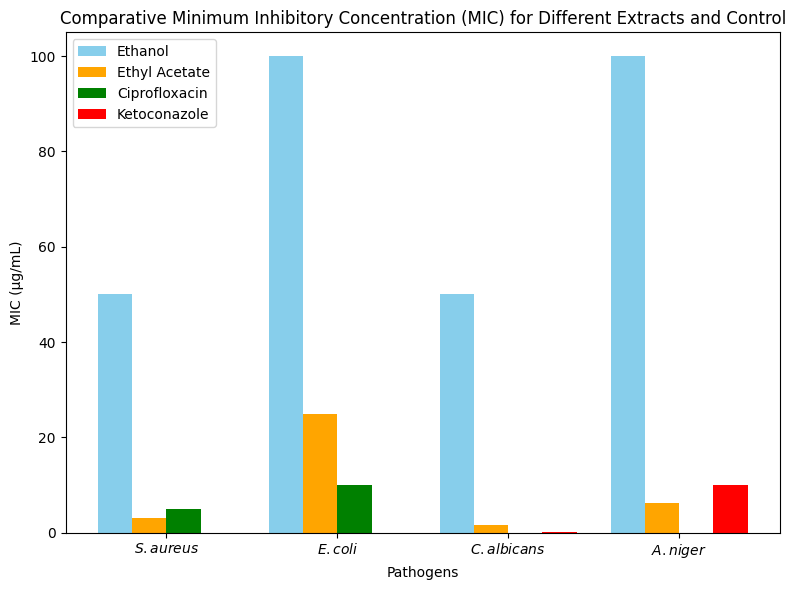 Comparative Minimum Inhibitory Concentration (MIC) for Different Extracts and Control
Ethanol
Ethyl Acetate
Ciprofloxacin
Ketoconazole
MIC (μg/mL)
100
80
60
40
20
0
S.aureus
E.coli
C.albicans
A.niger
Pathogens